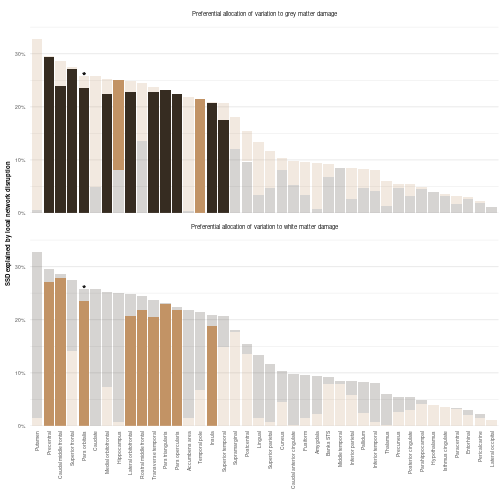 Preferential allocation of variation to grey matter damage
30%
20%
10%
0%
SSD explained by local network disruption
Preferential allocation of variation to white matter damage
30%
20%
10%
0%
Putamen
Precentral
Caudal middle frontal
Superior frontal
Pars orbitalis
Caudate
Medial orbitofrontal
Hippocampus
Lateral orbitofrontal
Rostral middle frontal
Transverse temporal
Pars triangularis
Pars opercularis
Accumbens area
Temporal pole
Insula
Superior temporal
Supramarginal
Postcentral
Lingual
Superior parietal
Cuneus
Caudal anterior cingulate
Fusiform
Amygdala
Banks STS
Middle temporal
Inferior parietal
Pallidum
Inferior temporal
Thalamus
Precuneus
Posterior cingulate
Parahippocampal
Hypothalamus
Isthmus cingulate
Paracentral
Entorhinal
Pericalcarine
Lateral occipital